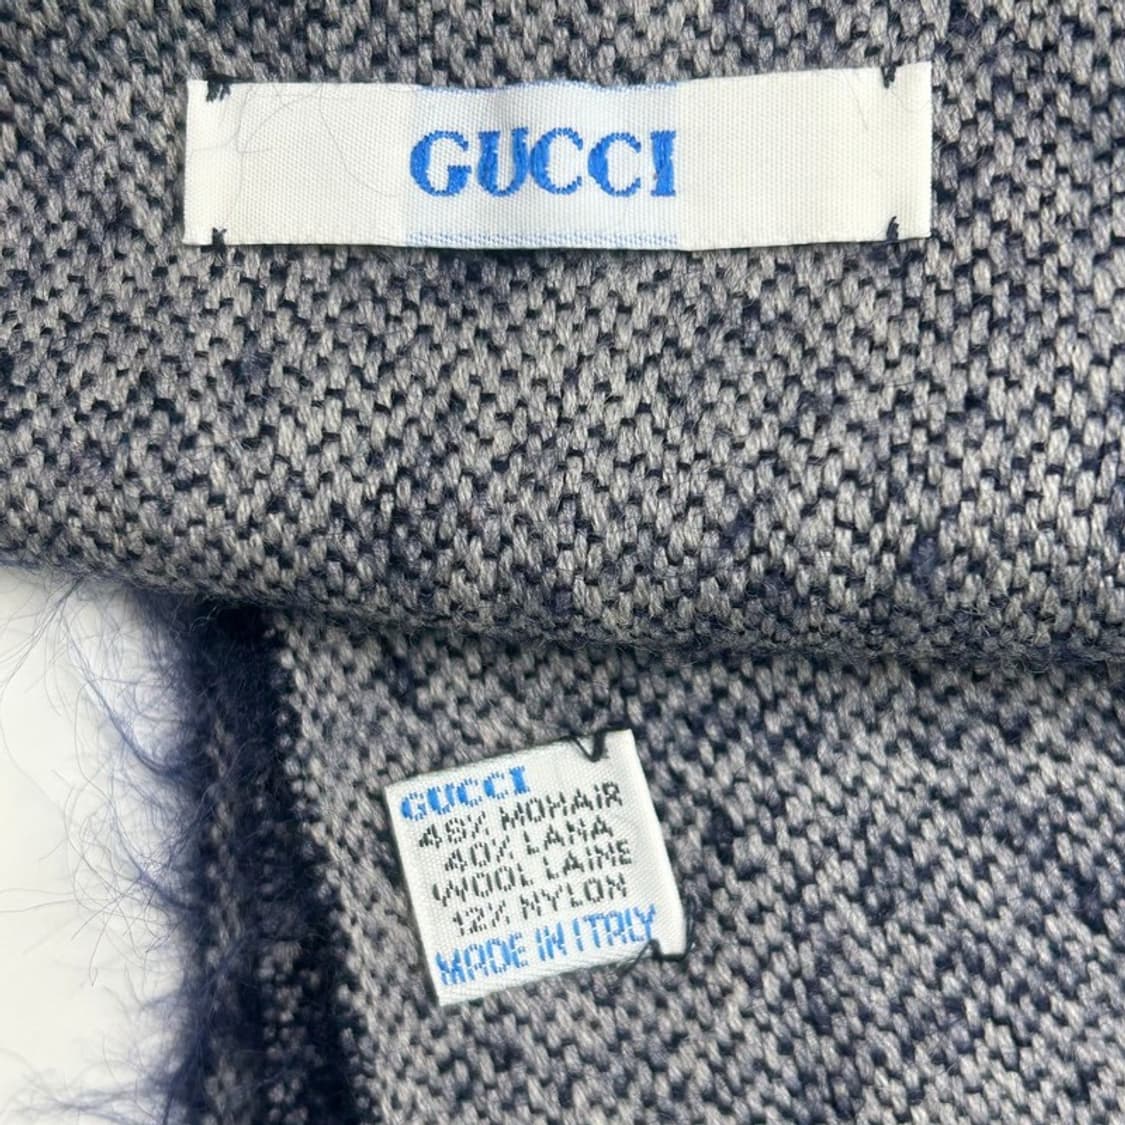 GUCCI
GUCCI
48% MOHAIR
40% LANA
WOOL LAINE
12% NYLON
MADE IN ITALY